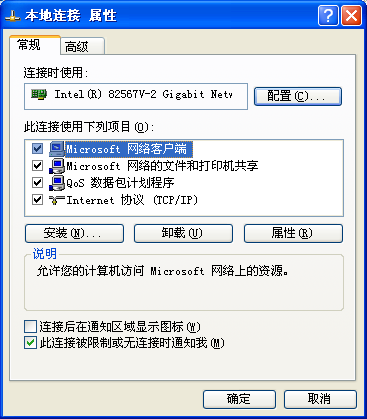 本地连接 属性
常规 高级
连接时使用:
Intel(R) 82567V-2 Gigabit Netw
配置(C)...
此连接使用下列项目(O):
Microsoft 网络客户端
Microsoft 网络的文件和打印机共享
QoS 数据包计划程序
Internet 协议 (TCP/IP)
安装(N)... 卸载(U) 属性(R)
说明
允许您的计算机访问 Microsoft 网络上的资源。
连接后在通知区域显示图标(W)
此连接被限制或无连接时通知我(M)
确定 取消